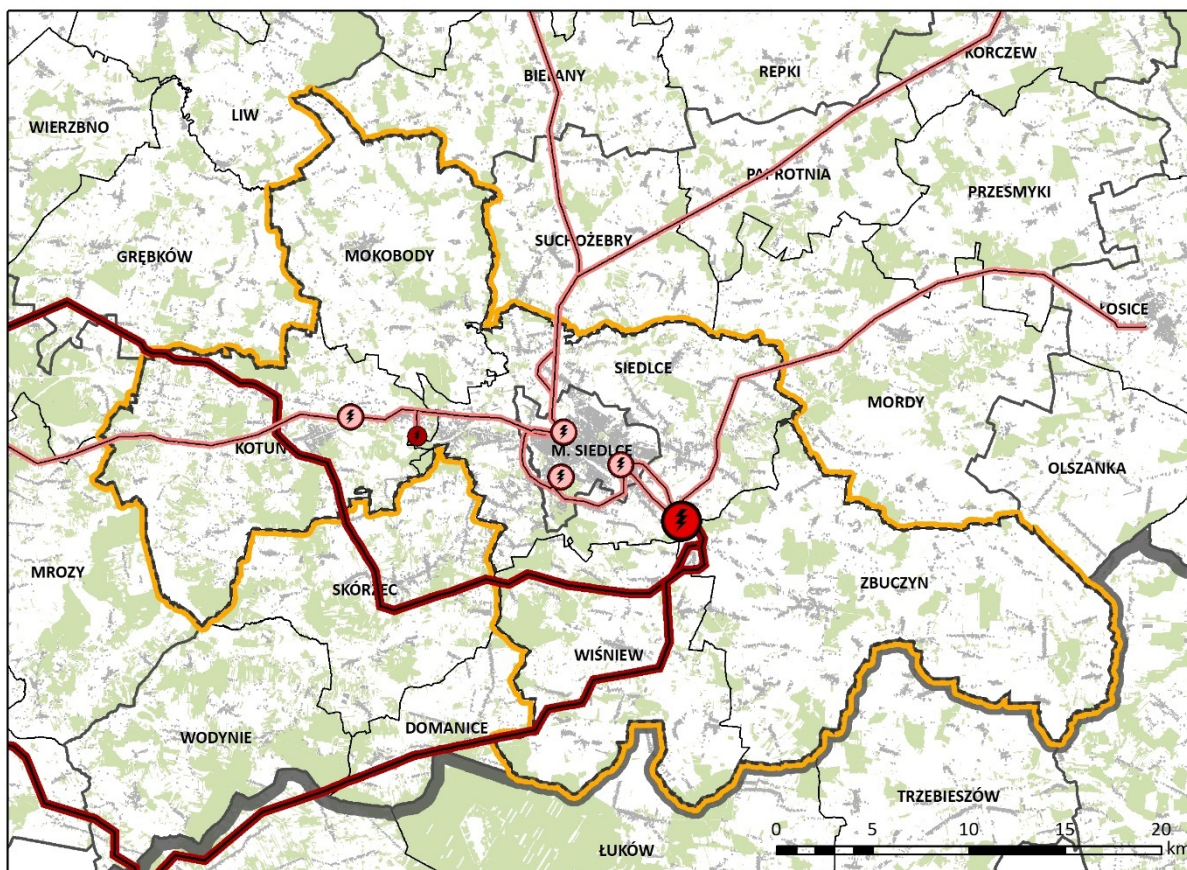 KORCZEW
BIELANY
REPKI
LIW
WIERZBNO
PAPROTNIA
PRZESMYKI
SUCHOŻEBRY
MOKOBODY
GRĘBKÓW
ŁOSICE
SIEDLCE
MORDY
KOTUŃ
M. SIEDLCE
OLSZANKA
MROZY
SKÓRZEC
ZBUCZYN
WIŚNIEW
DOMANICE
WODYNIE
TRZEBIESZÓW
0 5 10 15 20
km
ŁUKÓW